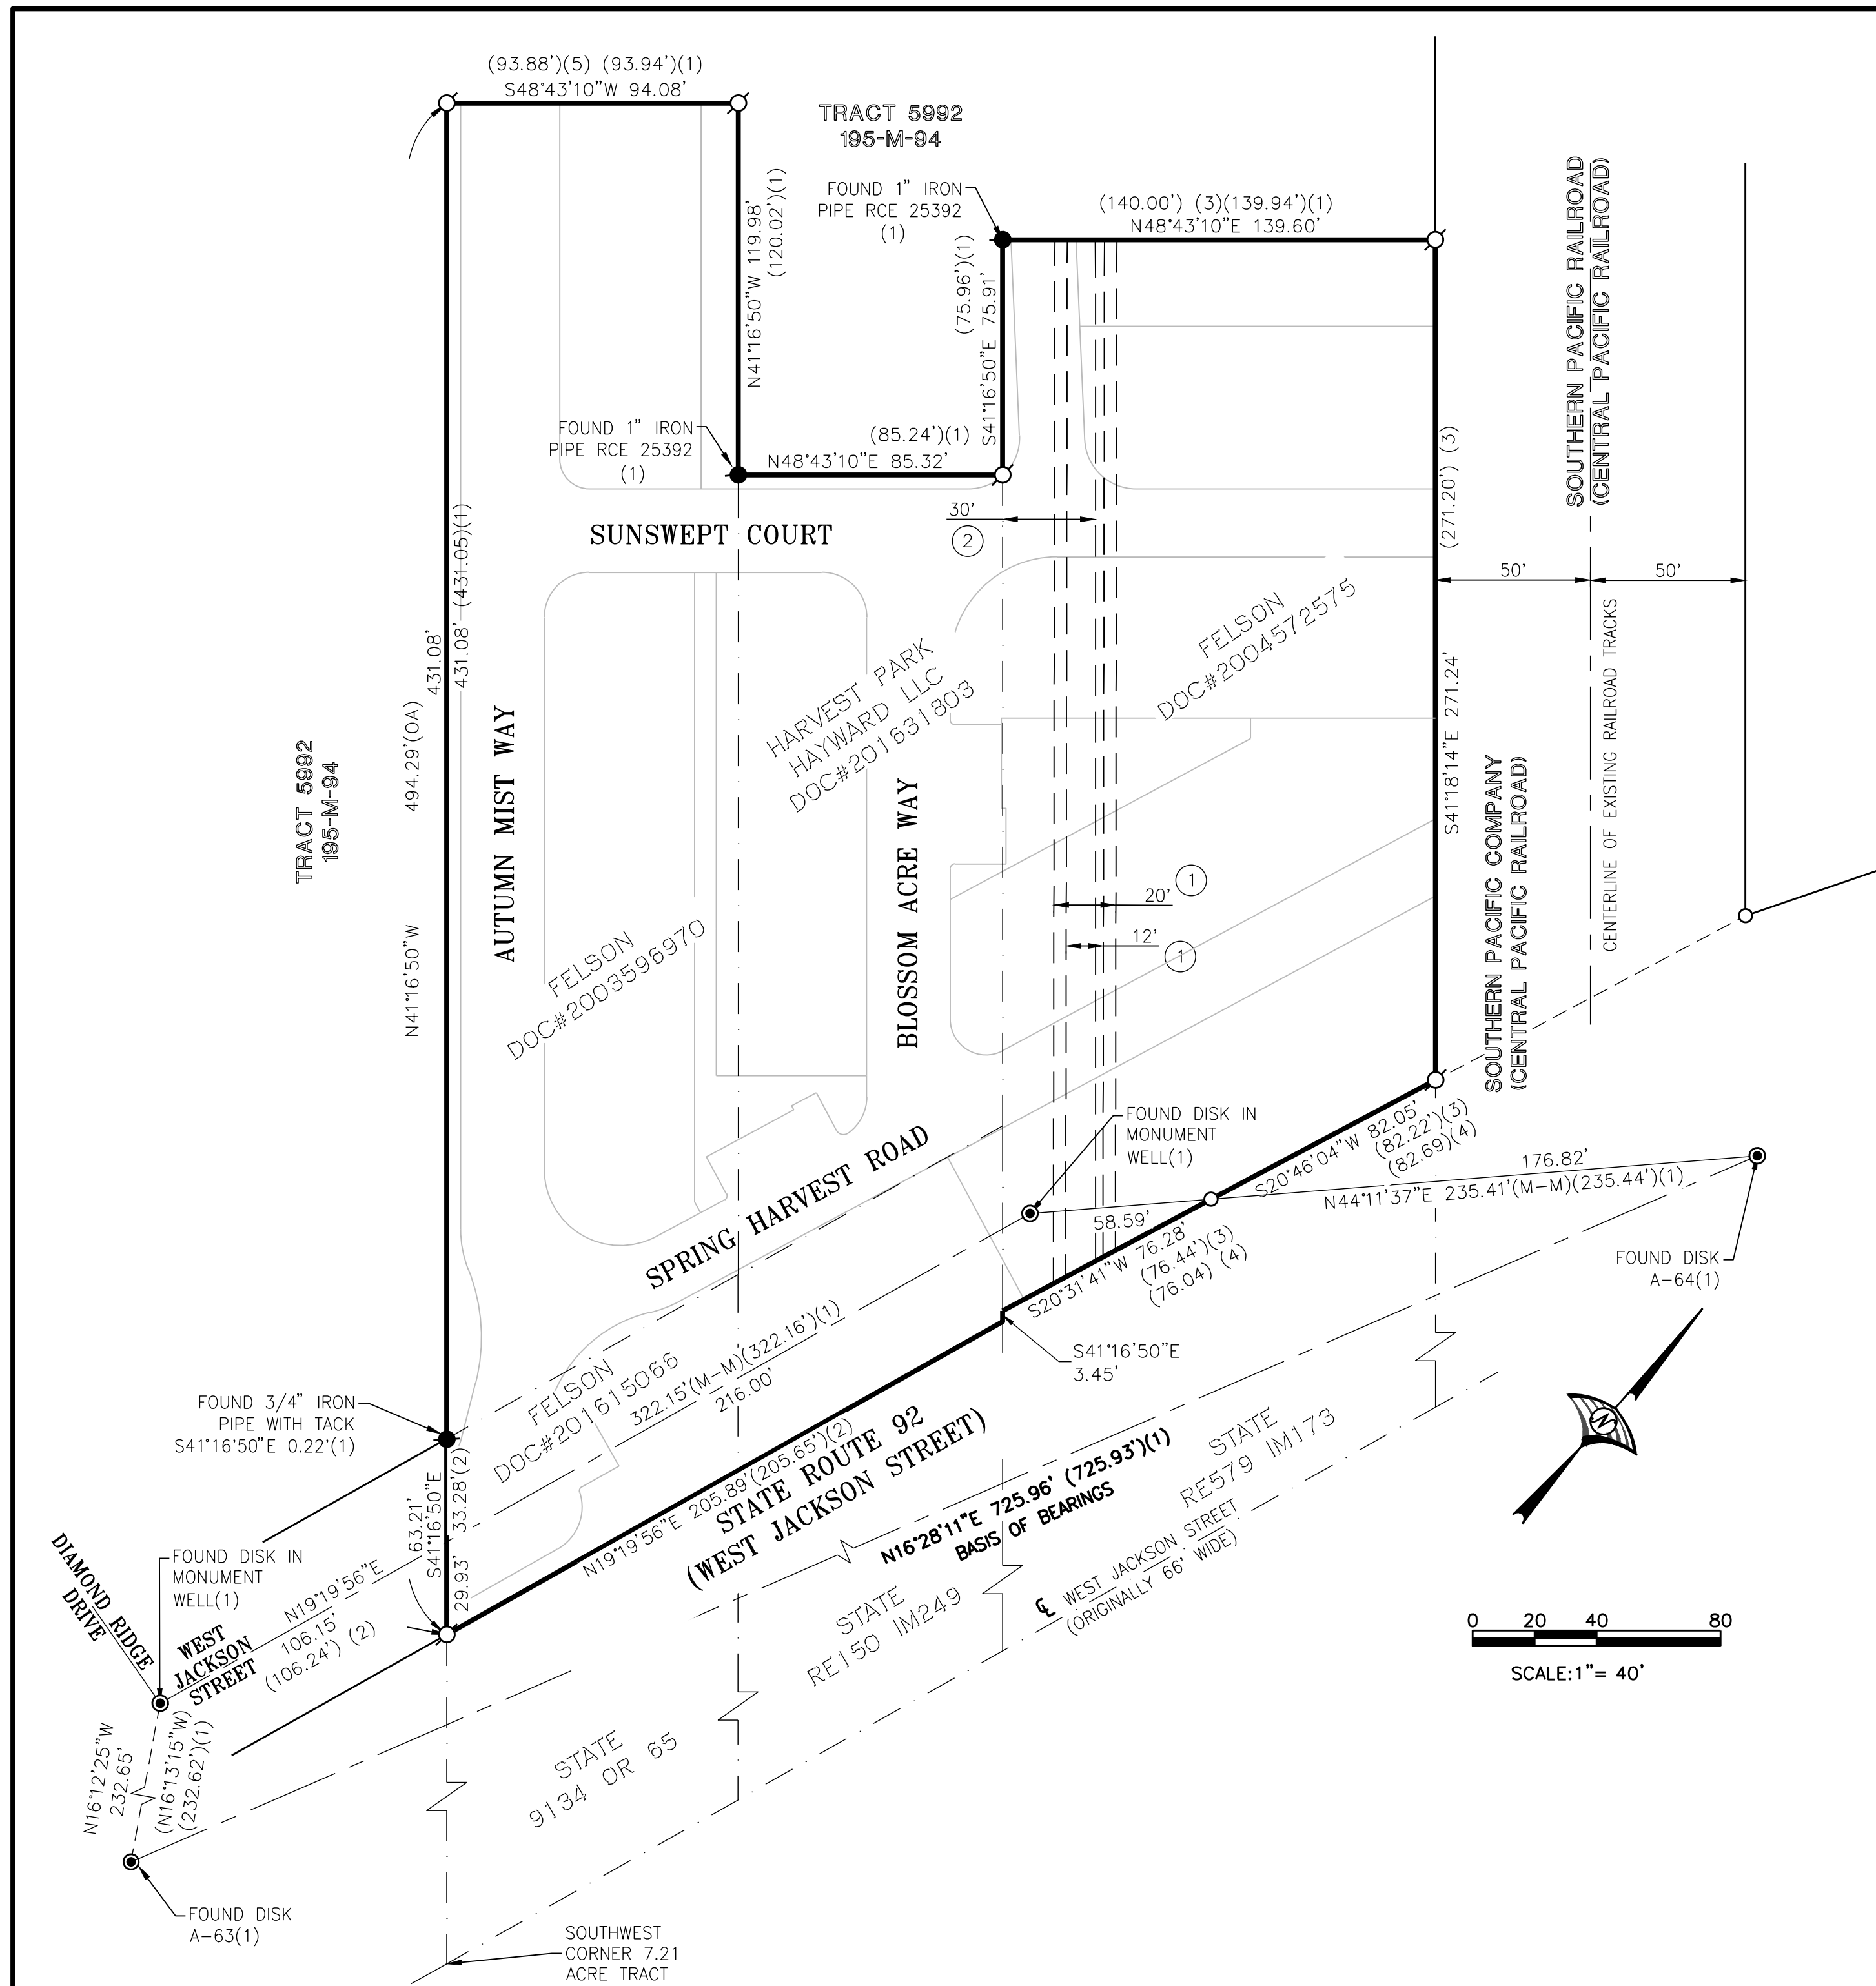 (93.88')(5) (93.94')(1)
S48°43'10"W 94.08'
TRACT 5992
195-M-94
FOUND 1" IRON
PIPE RCE 25392
(1)
(140.00') (3)(139.94')(1)
N48°43'10"E 139.60'
SOUTHERN PACIFIC RAILROAD
(CENTRAL PACIFIC RAILROAD)
N41°16'50"W 119.98'
(120.02')(1)
(75.96')(1)
S41°16'50"E 75.91'
FOUND 1" IRON
PIPE RCE 25392
(1)
(85.24')(1)
N48°43'10"E 85.32'
(271.20') (3)
S41°18'14"E 271.24'
30'
2
SUNSWEPT COURT
50'
50'
431.08' (431.05)(1)
431.08'
494.29'(OA)
N41°16'50"W
TRACT 5992
195-M-94
AUTUMN MIST WAY
HARVEST PARK
HAYWARD LLC
DOC#201631803
FELSON
DOC#2004572575
CENTERLINE OF EXISTING RAILROAD TRACKS
BLOSSOM ACRE WAY
SOUTHERN PACIFIC COMPANY
(CENTRAL PACIFIC RAILROAD)
20'
1
12'
1
FELSON
DOC#2003596970
FOUND DISK IN
MONUMENT
WELL(1)
SPRING HARVEST ROAD
S20°46'04"W 82.05'
(82.22')(3)
(82.69)(4)
176.82'
N44°11'37"E 235.41'(M-M)(235.44')(1)
58.59'
S20°31'41"W 76.28'
(76.44')(3)
(76.04) (4)
FOUND DISK
A-64(1)
S41°16'50"E
3.45'
FELSON
DOC#201615066
322.15'(M-M)(322.16')(1)
216.00'
FOUND 3/4" IRON
PIPE WITH TACK
S41°16'50"E 0.22'(1)
N19°19'56"E 205.89'(205.65')(2)
STATE ROUTE 92
(WEST JACKSON STREET)
N16°28'11"E 725.96' (725.93')(1)
BASIS OF BEARINGS
STATE
RE579 IM173
N
63.21'
S41°16'50"E
33.28'(2)
29.93'
FOUND DISK IN
MONUMENT
WELL(1)
DIAMOND RIDGE
DRIVE
N19°19'56"E
106.15'
(106.24') (2)
WEST
JACKSON
STREET
STATE
RE150 IM249
℄ WEST JACKSON STREET
(ORIGINALLY 66' WIDE)
0 20 40 80
SCALE:1"= 40'
N16°12'25"W
232.65'
(N16°13'15"W)
(232.62')(1)
STATE
9134 OR 65
FOUND DISK
A-63(1)
SOUTHWEST
CORNER 7.21
ACRE TRACT